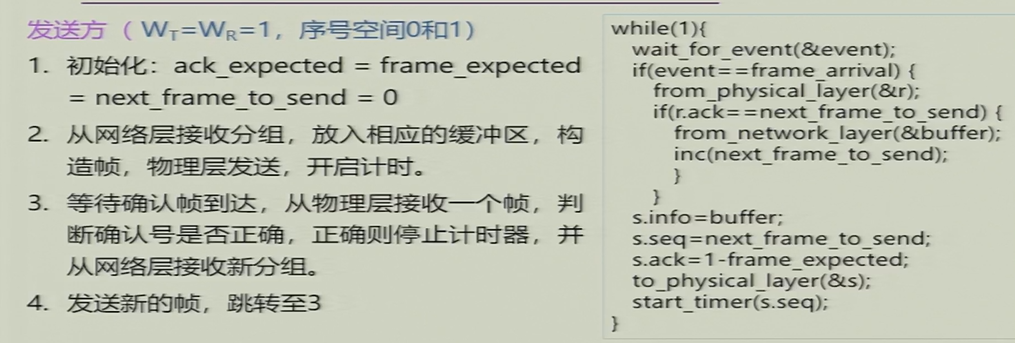 发送方（W_T=W_R=1，序号空间0和1）
1. 初始化：ack_expected = frame_expected
= next_frame_to_send = 0
2. 从网络层接收分组，放入相应的缓冲区，构
造帧，物理层发送，开启计时。
3. 等待确认帧到达，从物理层接收一个帧，判
断确认号是否正确，正确则停止计时器，并
从网络层接收新分组。
4. 发送新的帧，跳转至3
while(1){
wait_for_event(&event);
if(event==frame_arrival) {
from_physical_layer(&r);
if(r.ack==next_frame_to_send) {
from_network_layer(&buffer);
inc(next_frame_to_send);
}
}
s.info=buffer;
s.seq=next_frame_to_send;
s.ack=1-frame_expected;
to_physical_layer(&s);
start_timer(s.seq);
}